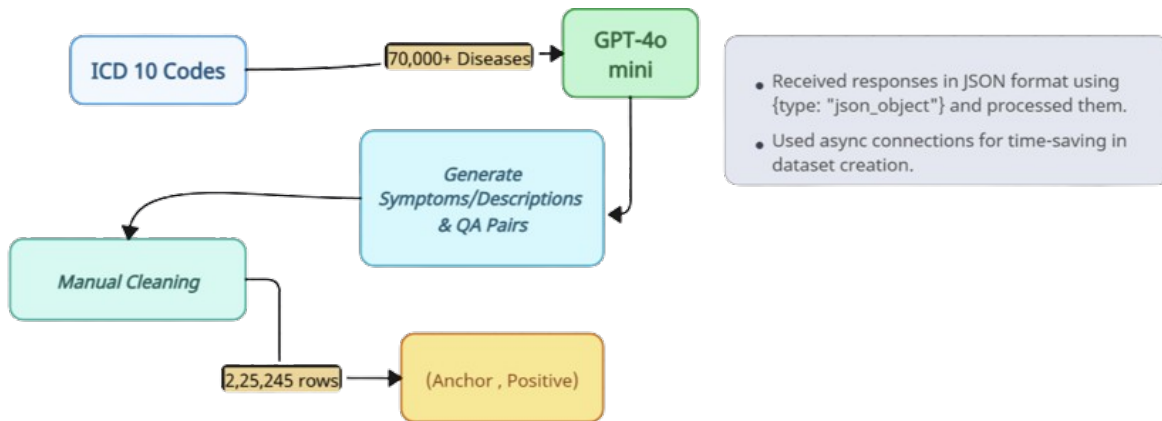 ICD 10 Codes
70,000+ Diseases
GPT-4o
mini
• Received responses in JSON format using
{type: "json_object"} and processed them.
• Used async connections for time-saving in
dataset creation.
Generate
Symptoms/Descriptions
& QA Pairs
Manual Cleaning
2,25,245 rows
(Anchor , Positive)